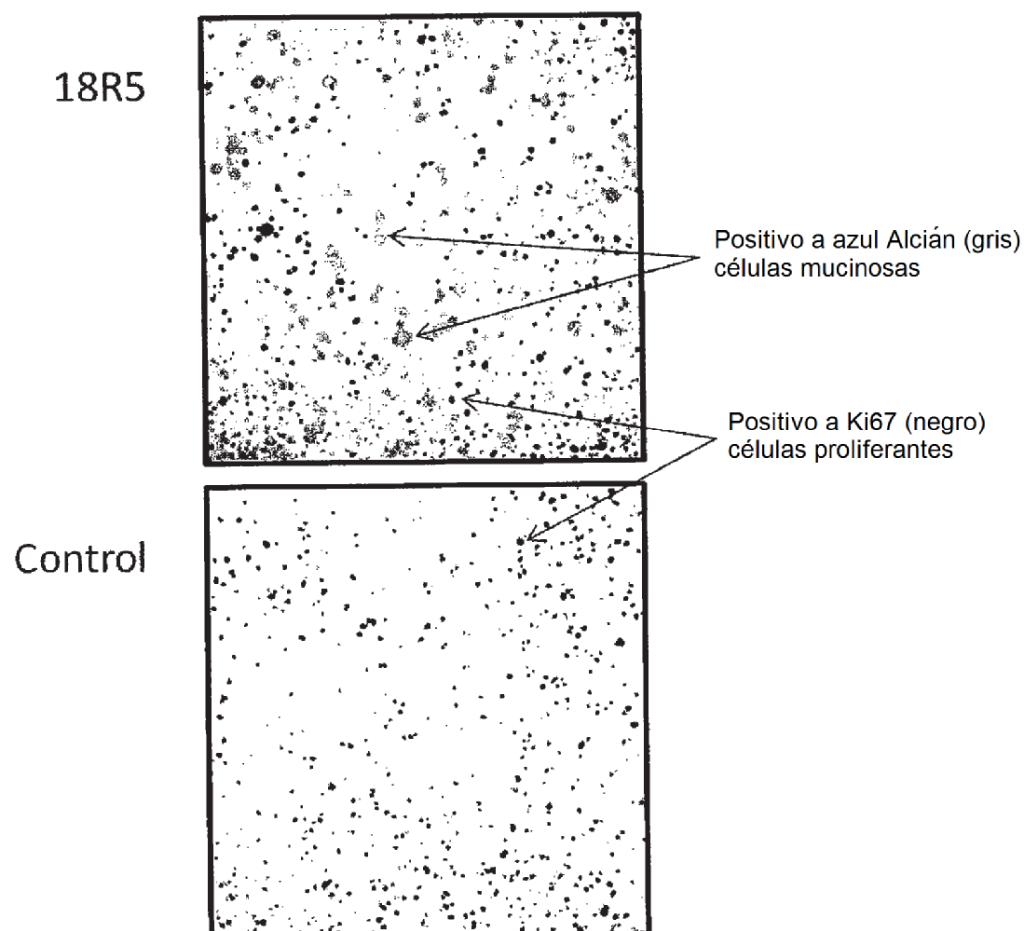 18R5
Positivo a azul Alcián (gris)
células mucinosas
Positivo a Ki67 (negro)
células proliferantes
Control